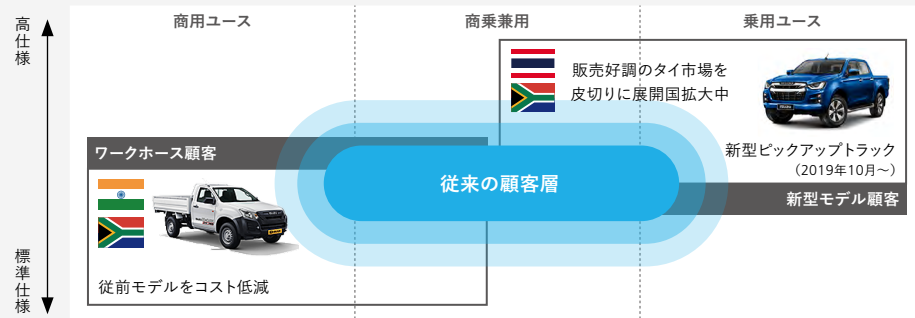 商用ユース
商乗兼用
乗用ユース
高仕様
販売好調のタイ市場を
皮切りに展開国拡大中
新型ピックアップトラック
（2019年10月〜）
新型モデル顧客
ワークホース顧客
従来の顧客層
従前モデルをコスト低減
標準仕様